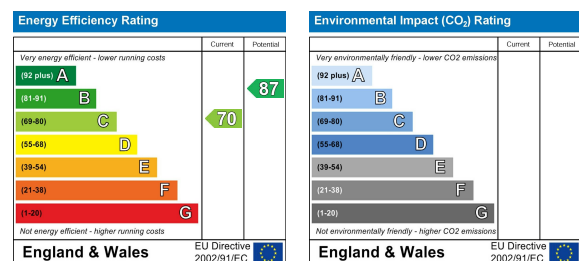 Energy Efficiency Rating
Current Potential
Very energy efficient - lower running costs
(92 plus) A
(81-91) B
87
(69-80) C
70
(55-68) D
(39-54) E
(21-38) F
(1-20) G
Not energy efficient - higher running costs
England & Wales
EU Directive
2002/91/EC
Environmental Impact (CO2) Rating
Current Potential
Very environmentally friendly - lower CO2 emissions
(92 plus) A
(81-91) B
(69-80) C
(55-68) D
(39-54) E
(21-38) F
(1-20) G
Not environmentally friendly - higher CO2 emissions
England & Wales
EU Directive
2002/91/EC